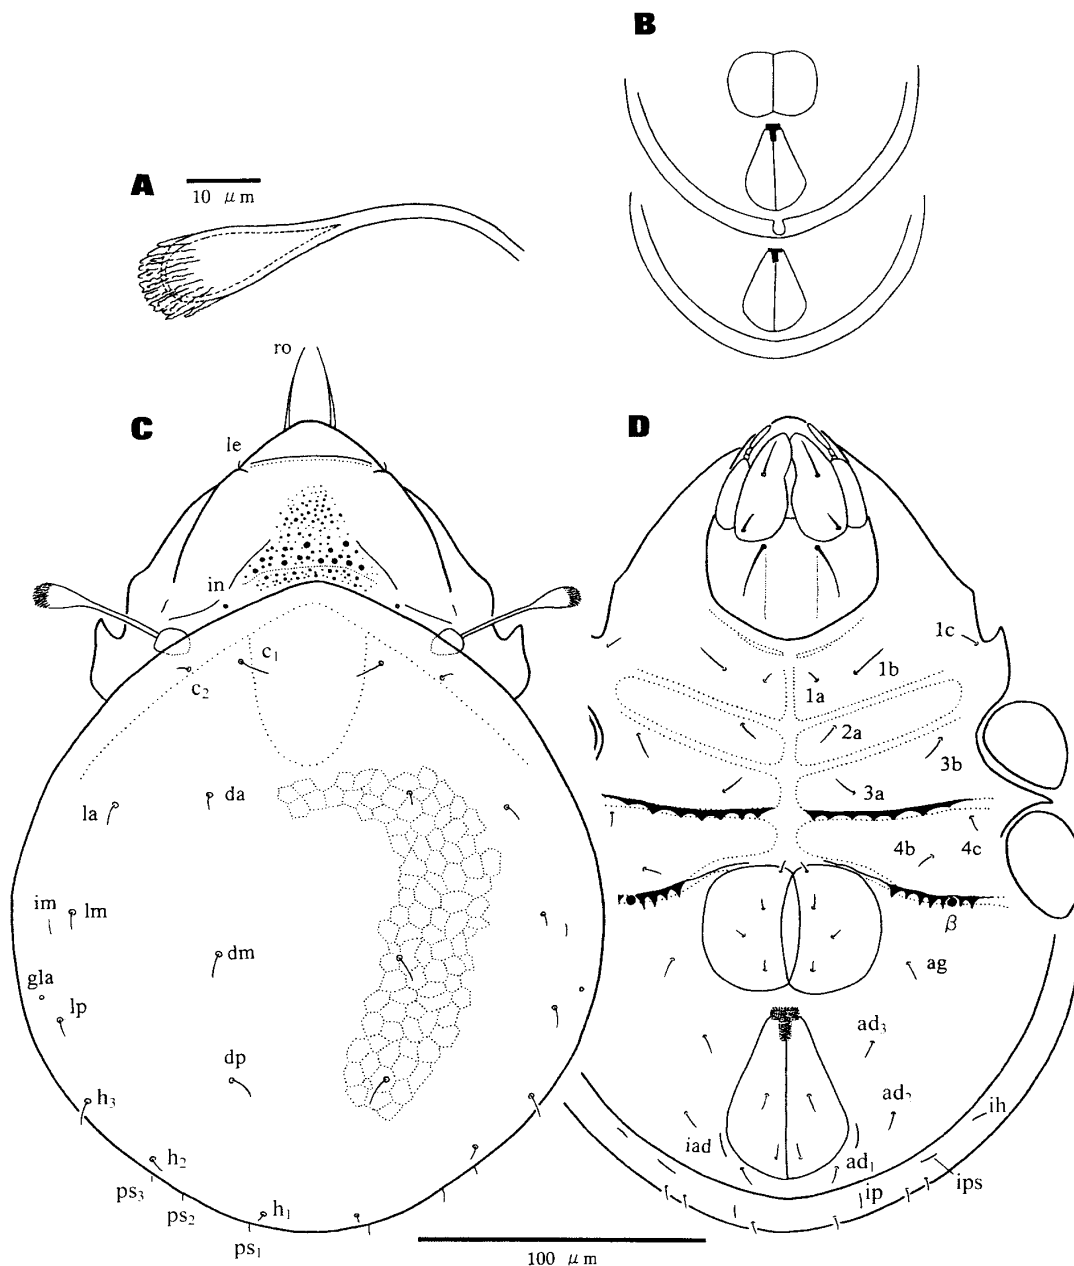 B
A
10 μm
ro
C
D
le
in
c₁
c₂
1c
1b
1a
2a
3b
3a
la
da
4b
4c
im
lm
β
dm
ag
gla
lp
ad₃
dp
ad₂
h₃
ih
iad
ad₁
h₂
ps₃
ip
ips
ps₂
h₁
ps₁
100 μm